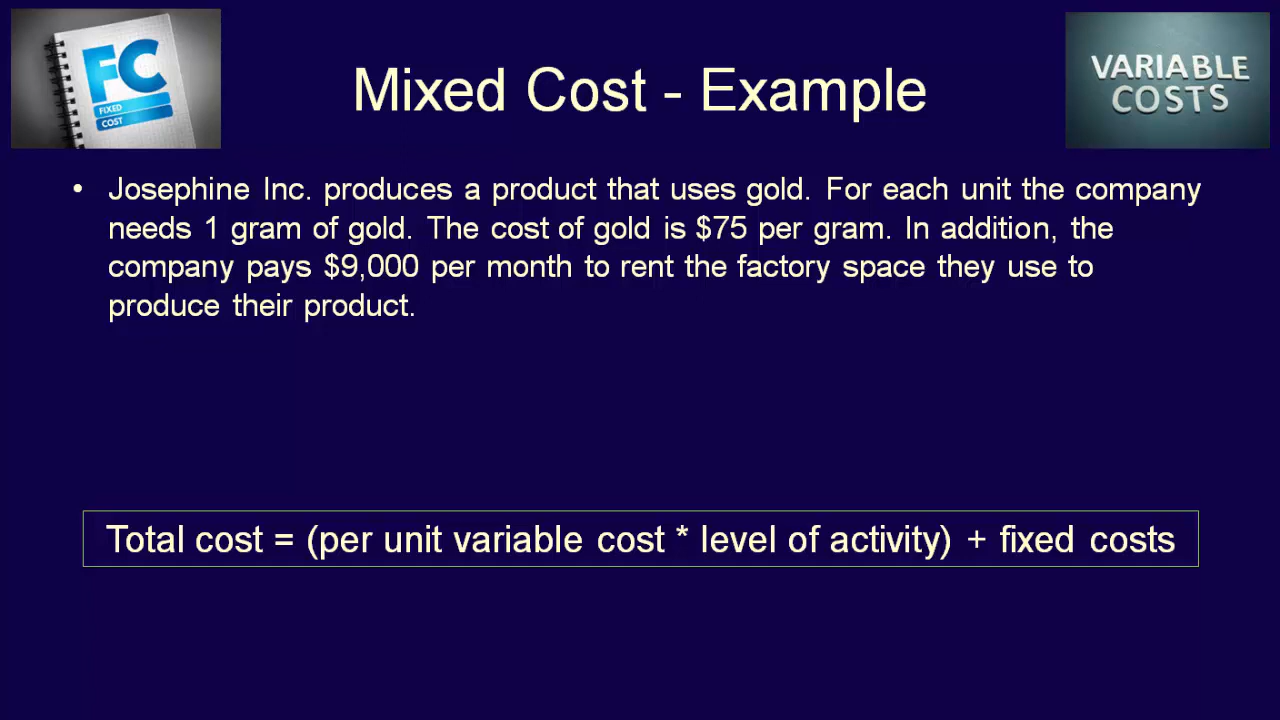 FC
FIXED
COST
VARIABLE
COSTS
Mixed Cost - Example
• Josephine Inc. produces a product that uses gold. For each unit the company
needs 1 gram of gold. The cost of gold is $75 per gram. In addition, the
company pays $9,000 per month to rent the factory space they use to
produce their product.
Total cost = (per unit variable cost * level of activity) + fixed costs